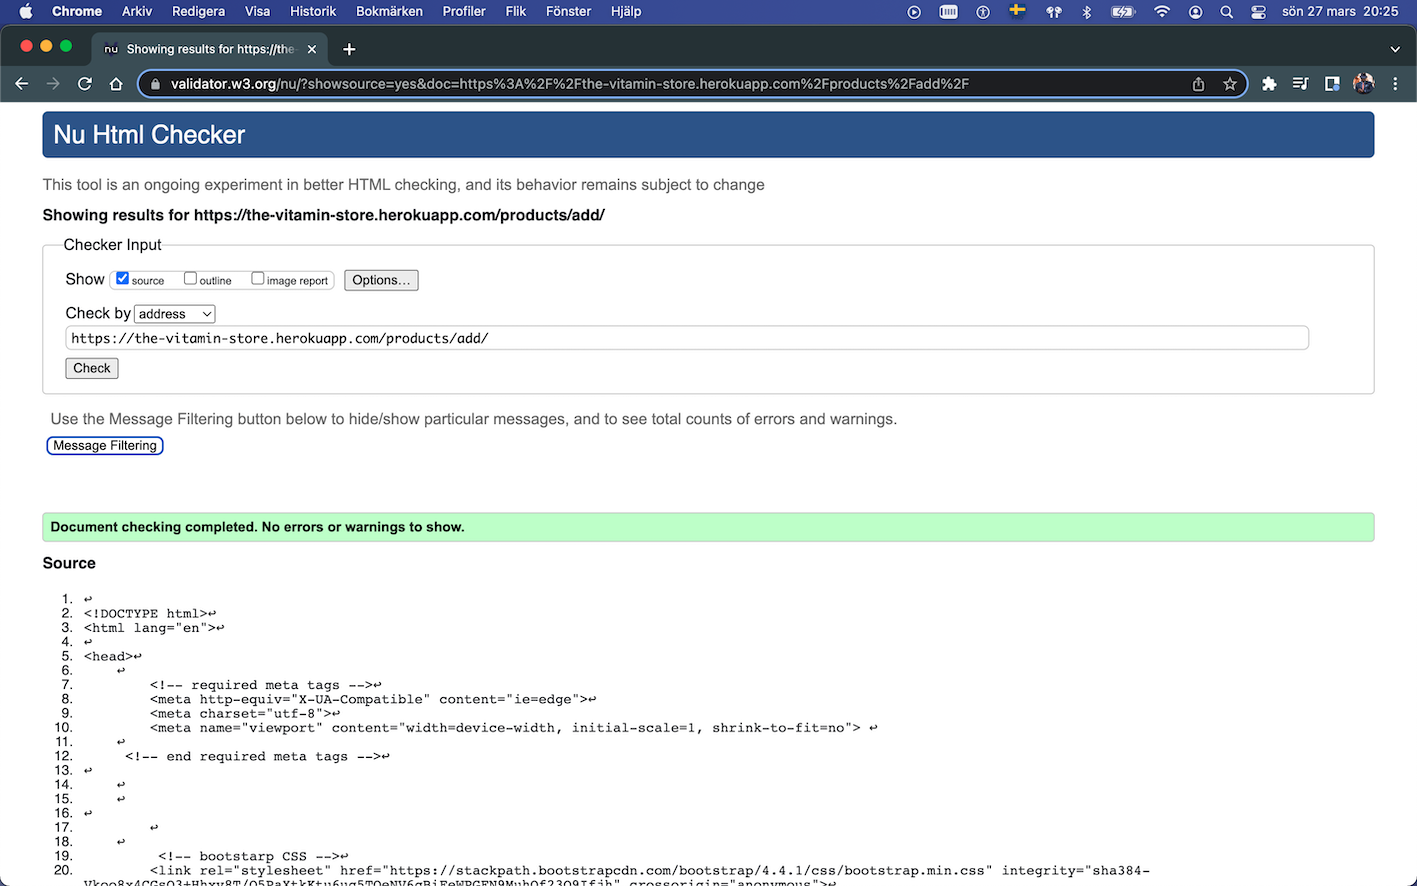 Chrome Arkiv Redigera Visa Historik Bokmärken Profiler Flik Fönster Hjälp sön 27 mars 20:25
nu Showing results for https://the-
validator.w3.org/nu/?showsource=yes&doc=https%3A%2F%2Fthe-vitamin-store.herokuapp.com%2Fproducts%2Fadd%2F
Nu Html Checker
This tool is an ongoing experiment in better HTML checking, and its behavior remains subject to change
Showing results for https://the-vitamin-store.herokuapp.com/products/add/
Checker Input
Show source outline image report Options...
Check by address
https://the-vitamin-store.herokuapp.com/products/add/
Check
Use the Message Filtering button below to hide/show particular messages, and to see total counts of errors and warnings.
Message Filtering
Document checking completed. No errors or warnings to show.
Source
1. ↩
2. <!DOCTYPE html>↩
3. <html lang="en">↩
4. ↩
5. <head>↩
6. ↩
7. <!-- required meta tags -->↩
8. <meta http-equiv="X-UA-Compatible" content="ie=edge">↩
9. <meta charset="utf-8">↩
10. <meta name="viewport" content="width=device-width, initial-scale=1, shrink-to-fit=no"> ↩
11. ↩
12. <!-- end required meta tags -->↩
13. ↩
14. ↩
15. ↩
16. ↩
17. ↩
18. ↩
19. <!-- bootstarp CSS -->↩
20. <link rel="stylesheet" href="https://stackpath.bootstrapcdn.com/bootstrap/4.4.1/css/bootstrap.min.css" integrity="sha384-
crossorigin="anonymous">↩